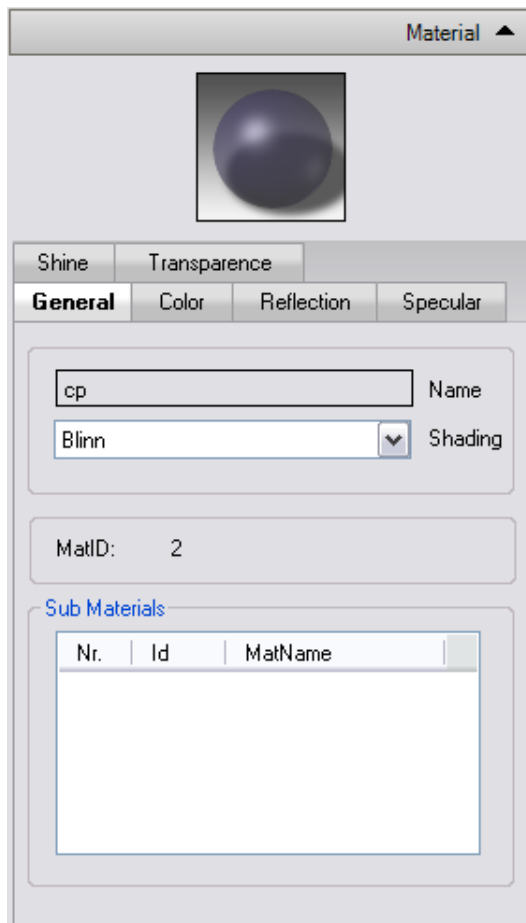 Material
Shine Transparence
General Color Reflection Specular
cp Name
Blinn Shading
MatID: 2
Sub Materials
Nr. Id MatName